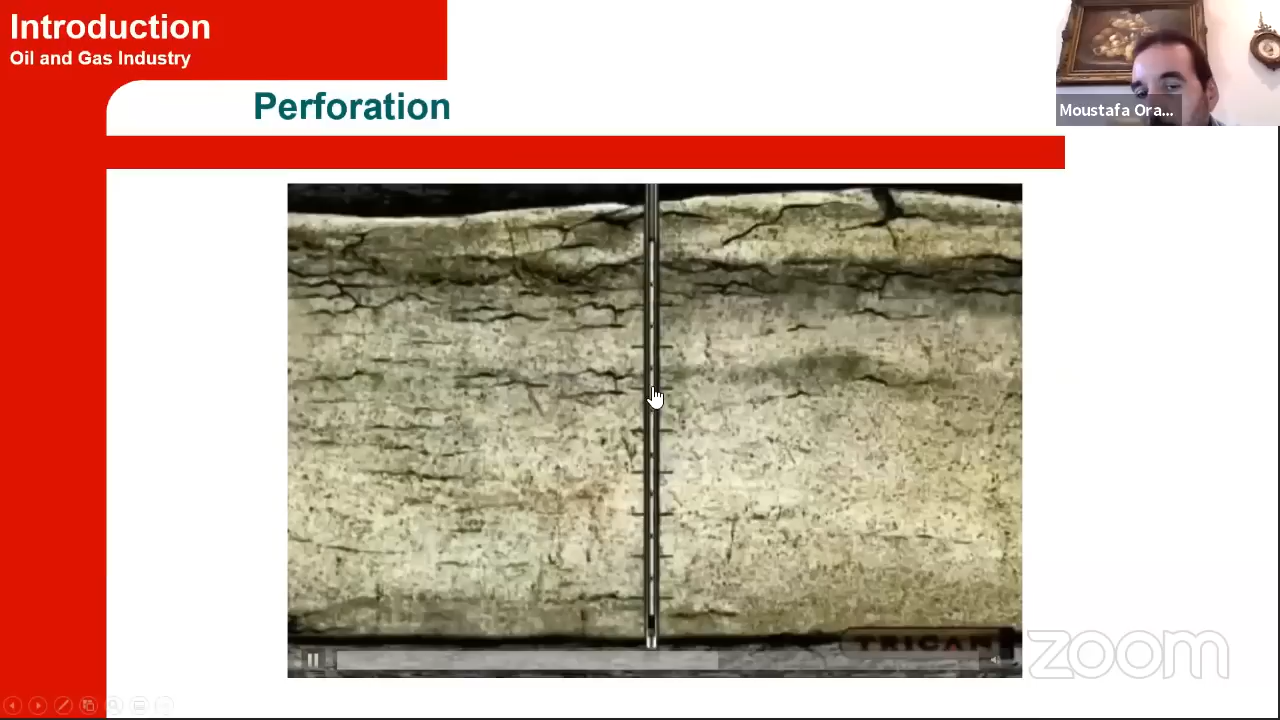 Introduction
Oil and Gas Industry
Perforation
Moustafa Ora...
TRICAN
zoom